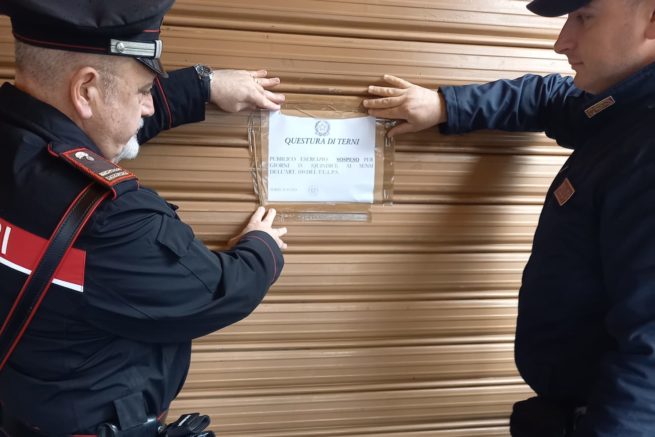 QUESTURA DI TERNI
PUBBLICO ESERCIZIO SOSPESO PER
GIORNI 15 (QUINDICI) AI SENSI
DELL'ART. 100 DEL T.U.L.P.S.